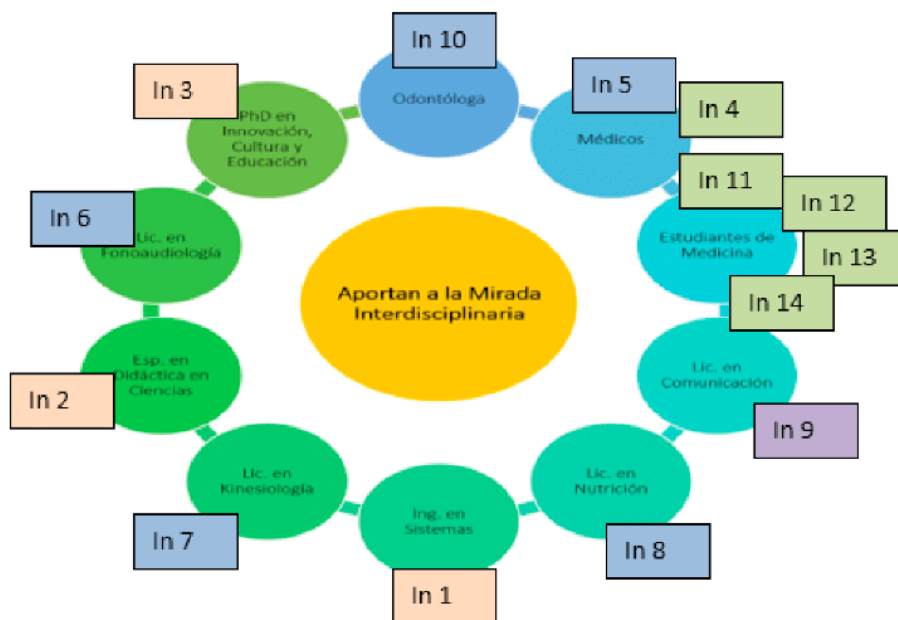 In 10
Odontóloga
In 5
In 4
Médicos
In 11
In 12
Estudiantes de
Medicina
In 13
In 14
Lic. en
Comunicación
In 9
Lic. en
Nutrición
In 8
Ing. en
Sistemas
In 1
Lic. en
Kinesiología
In 7
Esp. en
Didáctica en
Ciencias
In 2
In 6
Lic. en
Fonoaudiología
In 3
PhD en
Innovación,
Cultura y
Educación
Aportan a la Mirada
Interdisciplinaria